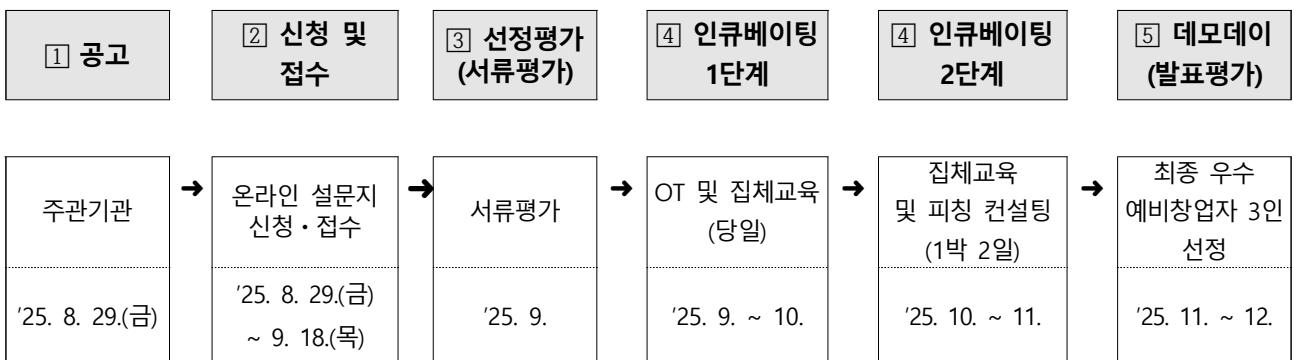 1 공고
2 신청 및
접수
3 선정평가
(서류평가)
4 인큐베이팅
1단계
4 인큐베이팅
2단계
5 데모데이
(발표평가)
주관기관
➜
온라인 설문지
신청・접수
➜
서류평가
➜
OT 및 집체교육
(당일)
➜
집체교육
및 피칭 컨설팅
(1박 2일)
➜
최종 우수
예비창업자 3인
선정
'25. 8. 29.(금)
'25. 8. 29.(금)
~ 9. 18.(목)
'25. 9.
'25. 9. ~ 10.
'25. 10. ~ 11.
'25. 11. ~ 12.